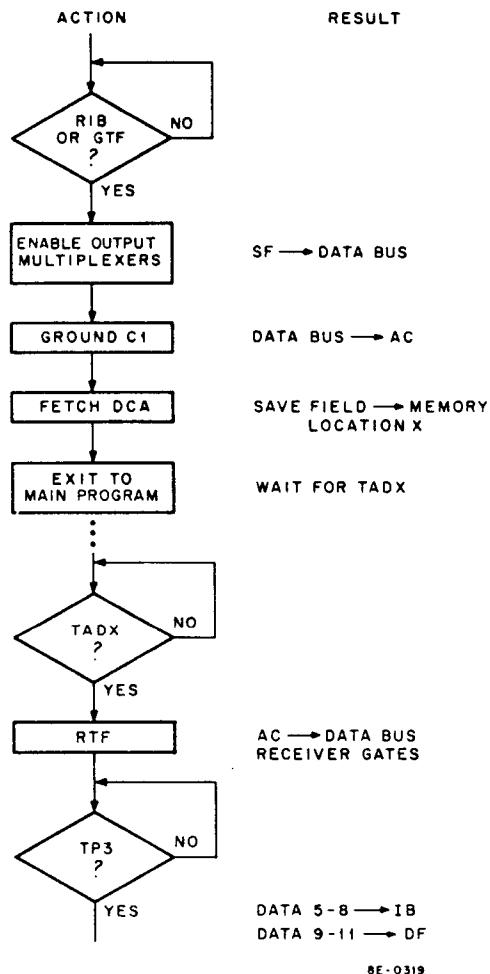 ACTION
RESULT
RIB
OR GTF
?
NO
YES
ENABLE OUTPUT
MULTIPLEXERS
SF → DATA BUS
GROUND C1
DATA BUS → AC
FETCH DCA
SAVE FIELD → MEMORY
LOCATION X
EXIT TO
MAIN PROGRAM
WAIT FOR TADX
TADX
?
NO
YES
RTF
AC → DATA BUS
RECEIVER GATES
TP3
?
NO
YES
DATA 5-8 → IB
DATA 9-11 → DF
8E-0319